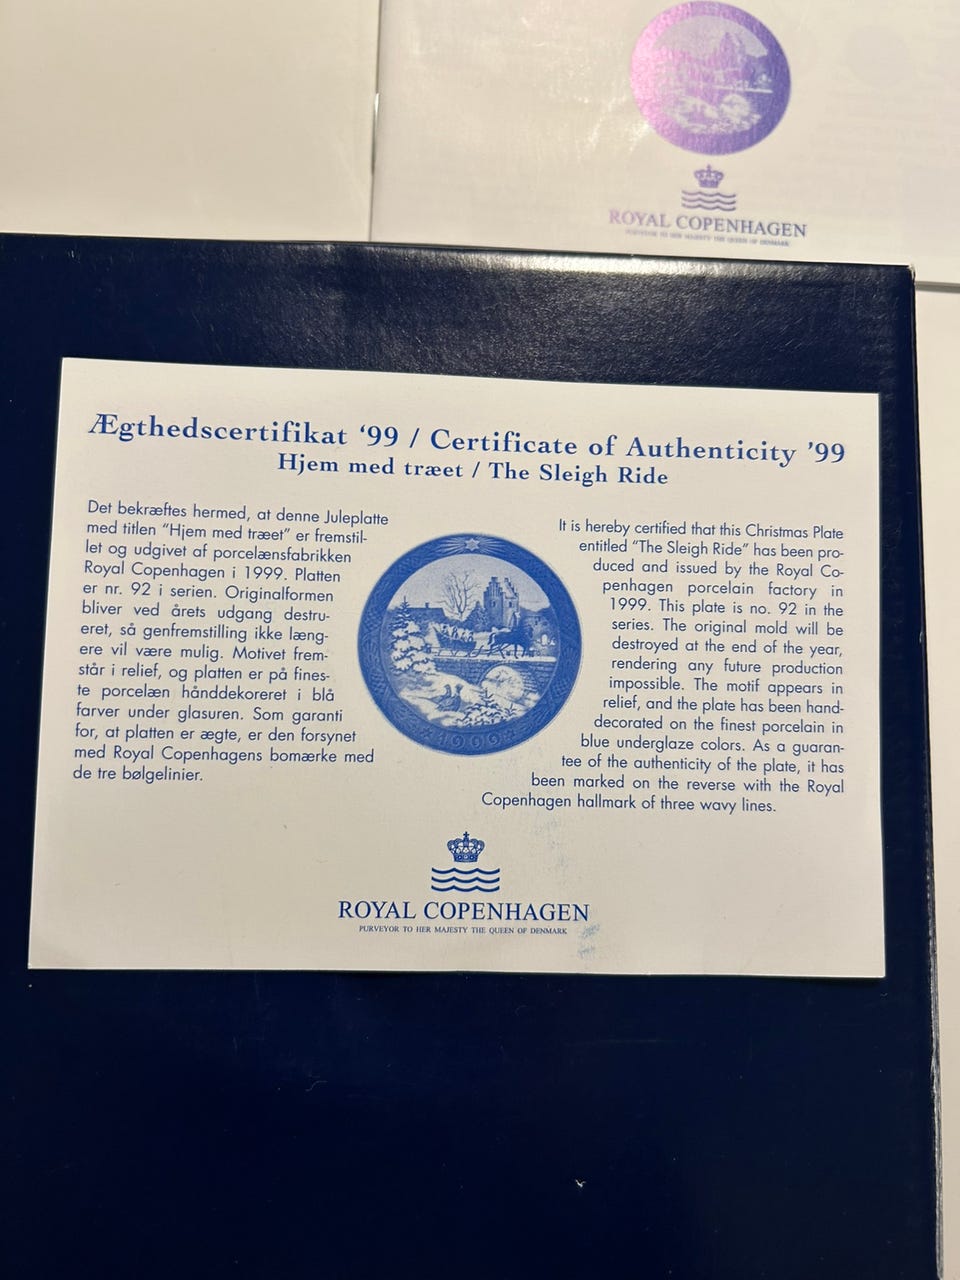 ROYAL COPENHAGEN
PURVEYOR TO HER MAJESTY THE QUEEN OF DENMARK
Ægthedscertifikat ‘99 / Certificate of Authenticity ’99
Hjem med træet / The Sleigh Ride
Det bekræftes hermed, at denne Juleplatte
med titlen “Hjem med træet” er fremstil-
let og udgivet af porcelænsfabrikken
Royal Copenhagen i 1999. Platten
er nr. 92 i serien. Originalformen
bliver ved årets udgang destru-
eret, så genfremstilling ikke læng-
ere vil være mulig. Motivet frem-
står i relief, og platten er på fines-
te porcelæn hånddekoreret i blå
farver under glasuren. Som garanti
for, at platten er ægte, er den forsynet
med Royal Copenhagens bomærke med
de tre bølgelinier.
1999
It is hereby certified that this Christmas Plate
entitled “The Sleigh Ride” has been pro-
duced and issued by the Royal Co-
penhagen porcelain factory in
1999. This plate is no. 92 in the
series. The original mold will be
destroyed at the end of the year,
rendering any future production
impossible. The motif appears in
relief, and the plate has been hand-
decorated on the finest porcelain in
blue underglaze colors. As a guaran-
tee of the authenticity of the plate, it has
been marked on the reverse with the Royal
Copenhagen hallmark of three wavy lines.
ROYAL COPENHAGEN
PURVEYOR TO HER MAJESTY THE QUEEN OF DENMARK